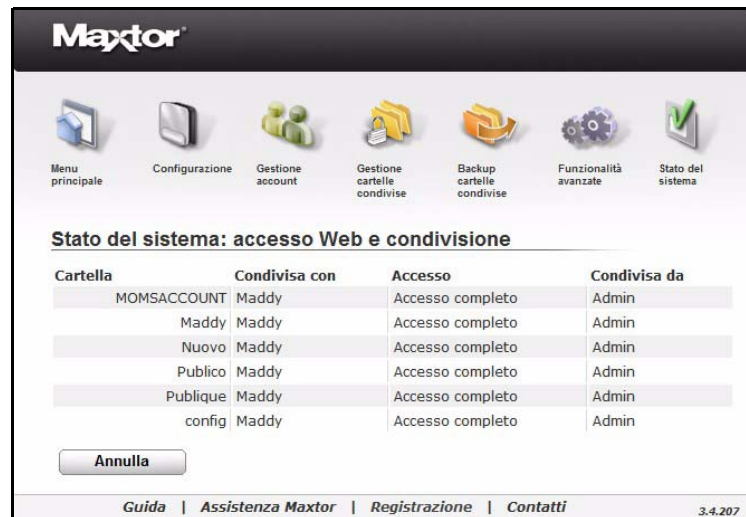 Maxtor
Menu principale
Configurazione
Gestione account
Gestione cartelle condivise
Backup cartelle condivise
Funzionalità avanzate
Stato del sistema
Stato del sistema: accesso Web e condivisione
Cartella Condivisa con Accesso Condivisa da
MOMSACCOUNT Maddy Accesso completo Admin
Maddy Maddy Accesso completo Admin
Nuovo Maddy Accesso completo Admin
Publico Maddy Accesso completo Admin
Publique Maddy Accesso completo Admin
config Maddy Accesso completo Admin
Annulla
Guida | Assistenza Maxtor | Registrazione | Contatti 3.4.207